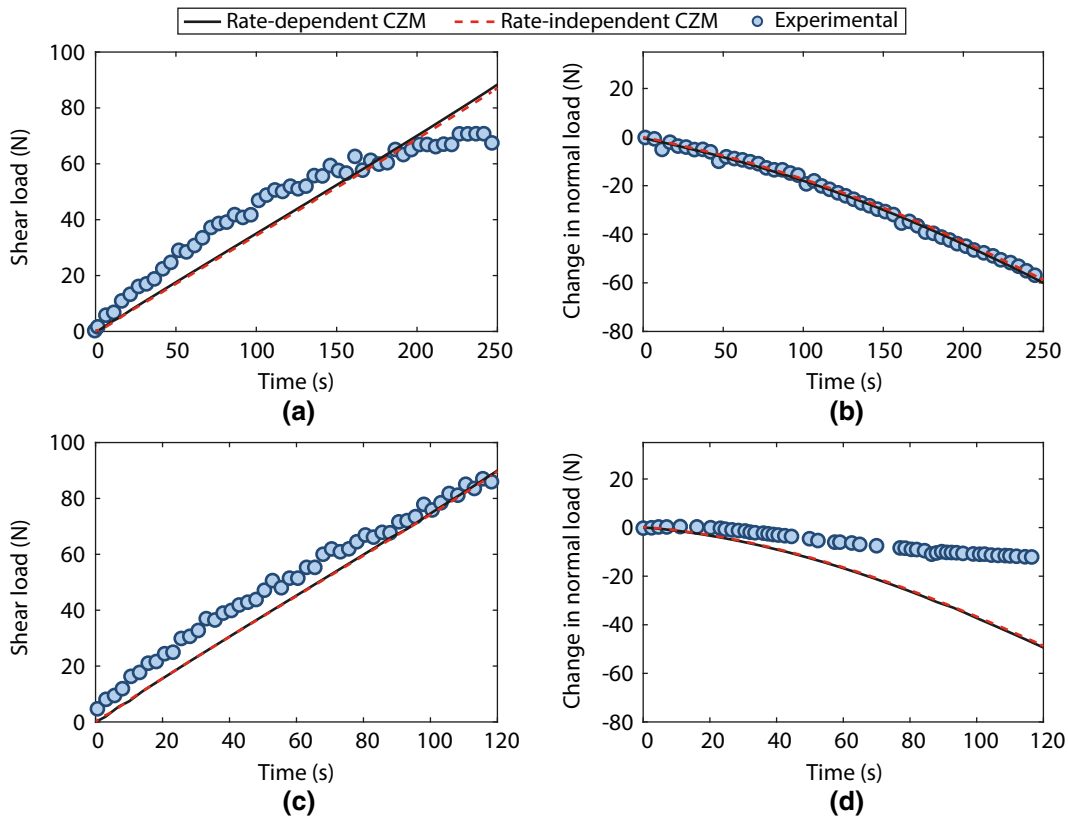 Rate-dependent CZM Rate-independent CZM Experimental
100
80
60
40
20
0
Shear load (N)
0 50 100 150 200 250
Time (s)
(a)
20
0
-20
-40
-60
-80
Change in normal load (N)
0 50 100 150 200 250
Time (s)
(b)
100
80
60
40
20
0
Shear load (N)
0 20 40 60 80 100 120
Time (s)
(c)
20
0
-20
-40
-60
-80
Change in normal load (N)
0 20 40 60 80 100 120
Time (s)
(d)